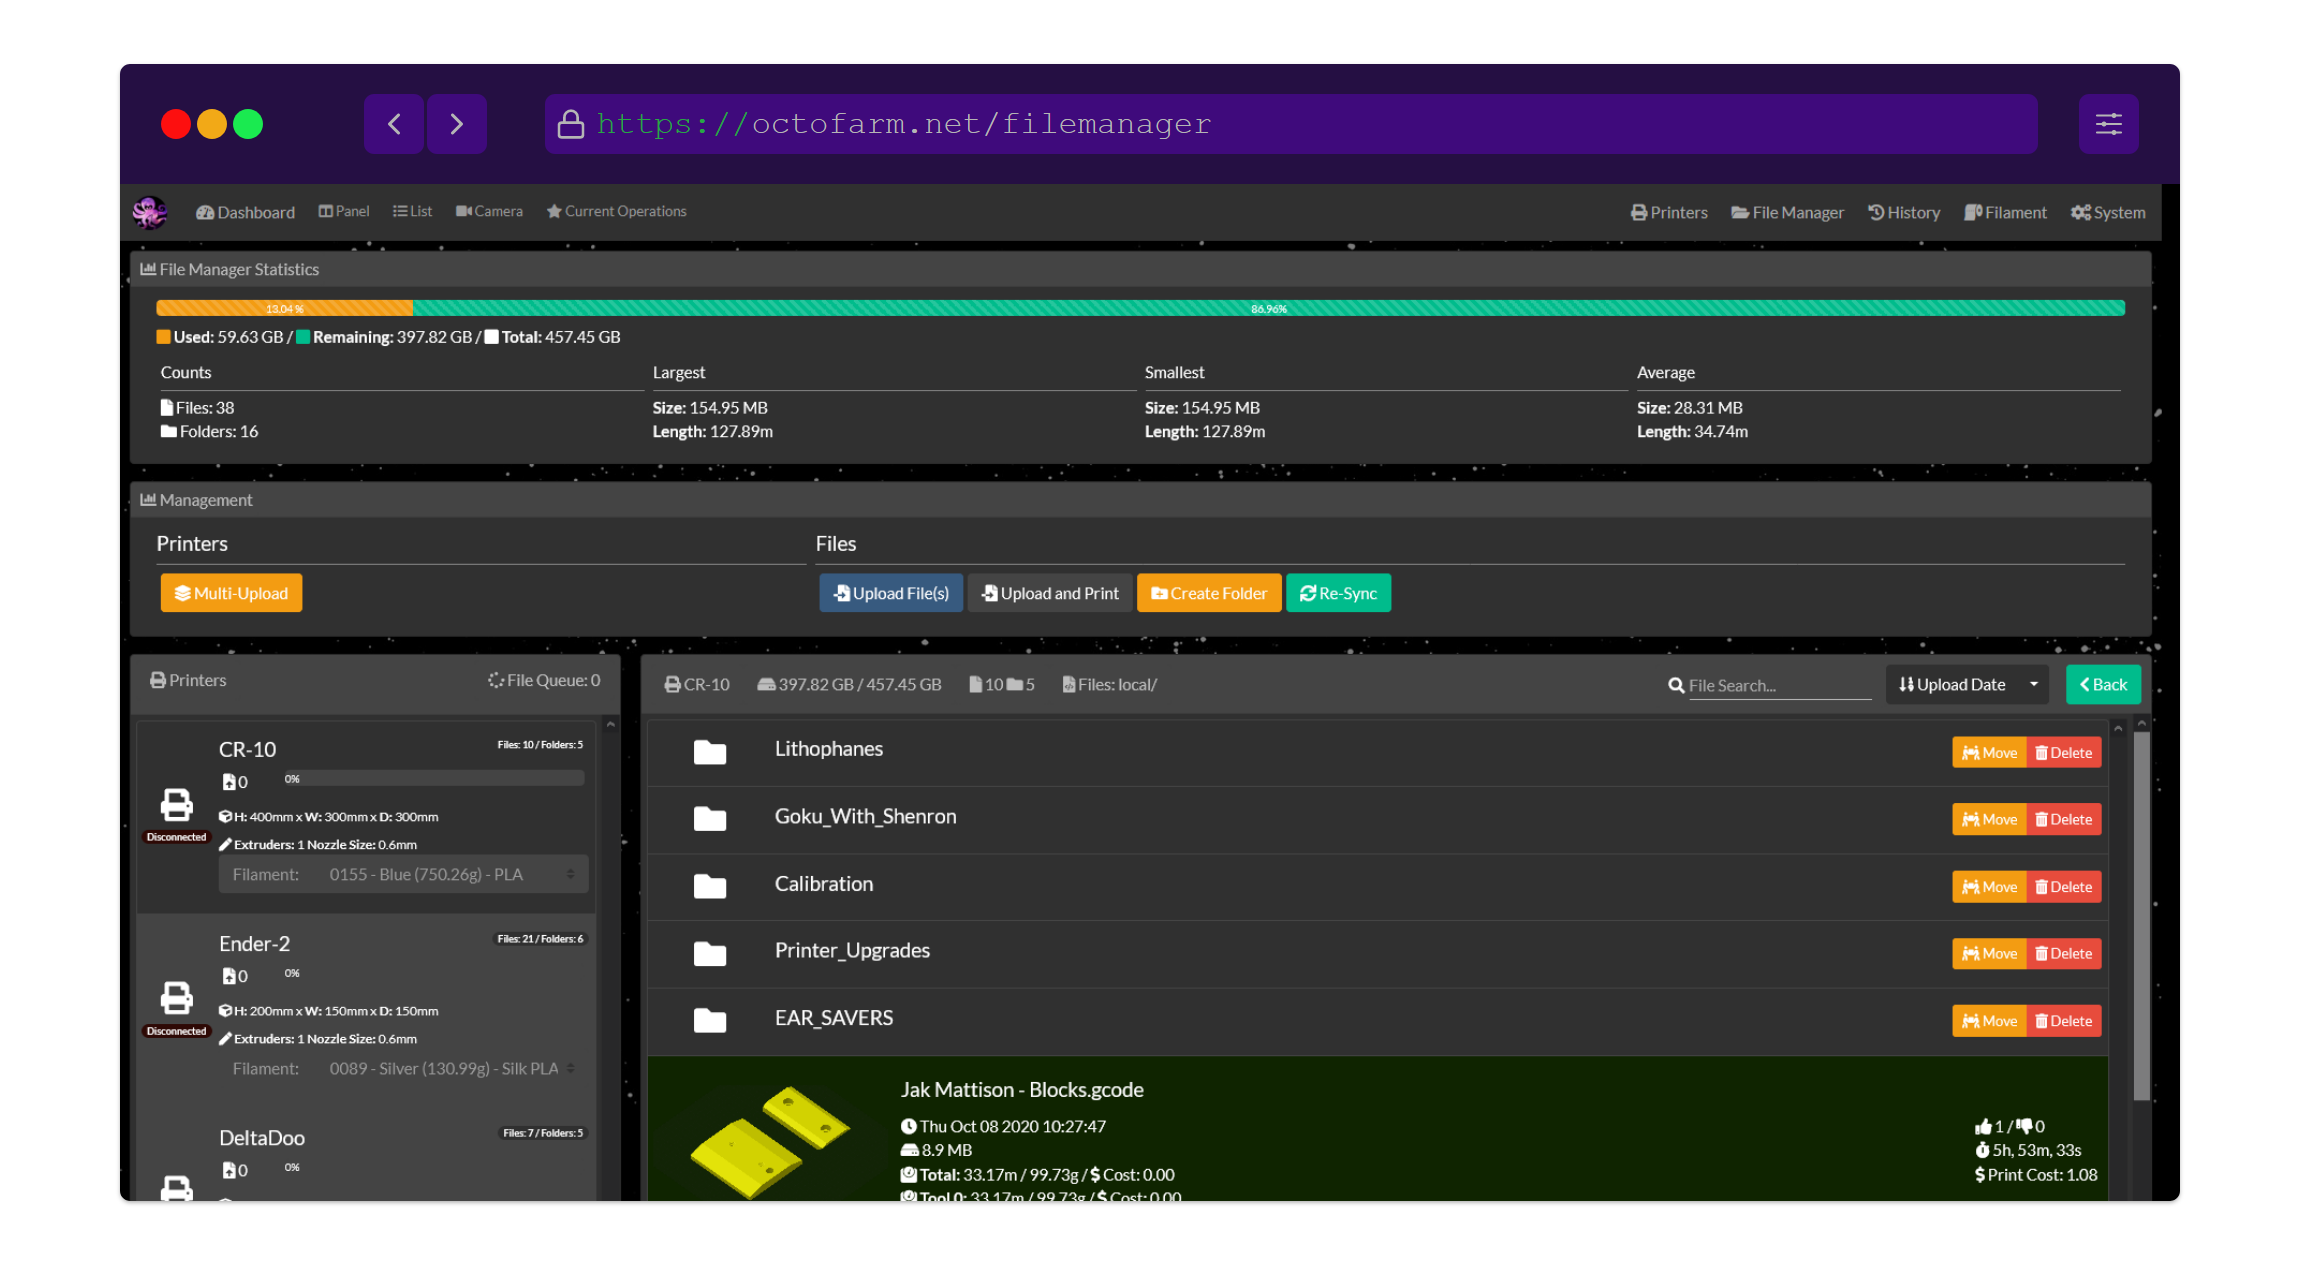 https://octofarm.net/filemanager
Dashboard Panel List Camera Current Operations Printers File Manager History Filament System
File Manager Statistics
13.04 % 86.96%
Used: 59.63 GB / Remaining: 397.82 GB / Total: 457.45 GB
Counts Largest Smallest Average
Files: 38 Size: 154.95 MB Size: 154.95 MB Size: 28.31 MB
Folders: 16 Length: 127.89m Length: 127.89m Length: 34.74m
Management
Printers Files
Multi-Upload Upload File(s) Upload and Print Create Folder Re-Sync
Printers File Queue: 0
CR-10
Files: 10 / Folders: 5
0 0%
H: 400mm x W: 300mm x D: 300mm
Disconnected
Extruders: 1 Nozzle Size: 0.6mm
Filament: 0155 - Blue (750.26g) - PLA
Ender-2
Files: 21 / Folders: 6
0 0%
H: 200mm x W: 150mm x D: 150mm
Disconnected
Extruders: 1 Nozzle Size: 0.6mm
Filament: 0089 - Silver (130.99g) - Silk PLA
DeltaDoo
Files: 7 / Folders: 5
0 0%
CR-10 397.82 GB / 457.45 GB 10 5 Files: local/ File Search... Upload Date Back
Lithophanes Move Delete
Goku_With_Shenron Move Delete
Calibration Move Delete
Printer_Upgrades Move Delete
EAR_SAVERS Move Delete
Jak Mattison - Blocks.gcode
Thu Oct 08 2020 10:27:47 1 / 0
8.9 MB 5h, 53m, 33s
Total: 33.17m / 99.73g / $ Cost: 0.00 $ Print Cost: 1.08
Tool 0: 33.17m / 99.73g / $ Cost: 0.00